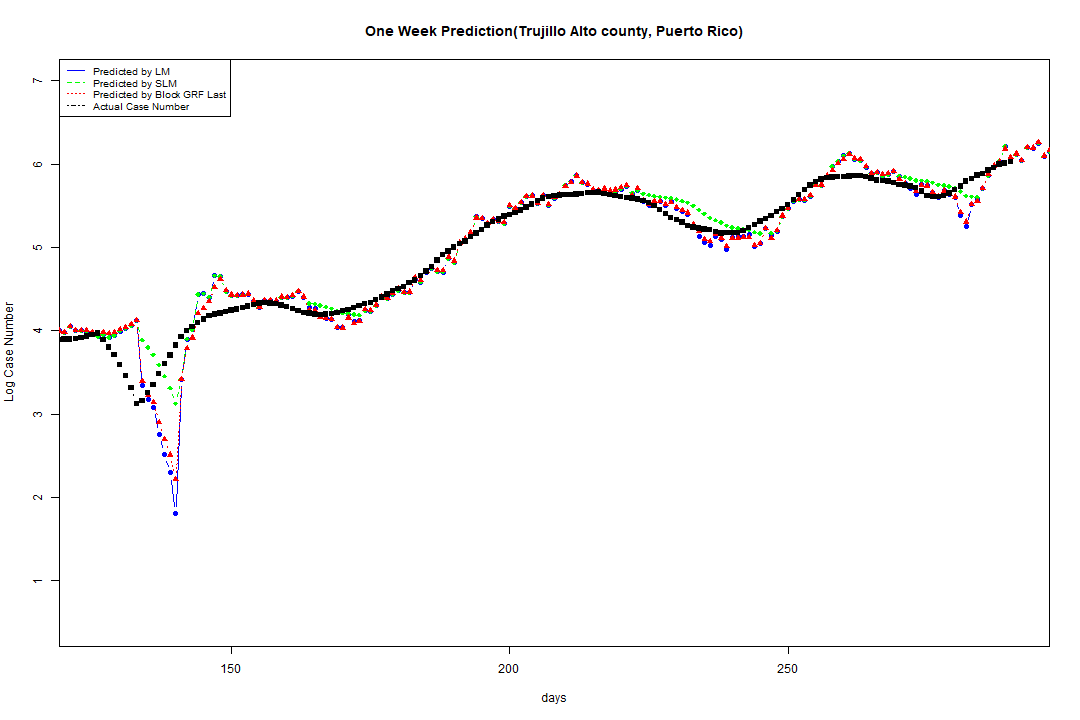 One Week Prediction(Trujillo Alto county, Puerto Rico)
Predicted by LM
Predicted by SLM
Predicted by Block GRF Last
Actual Case Number
7
6
5
4
3
2
1
Log Case Number
150 200 250
days